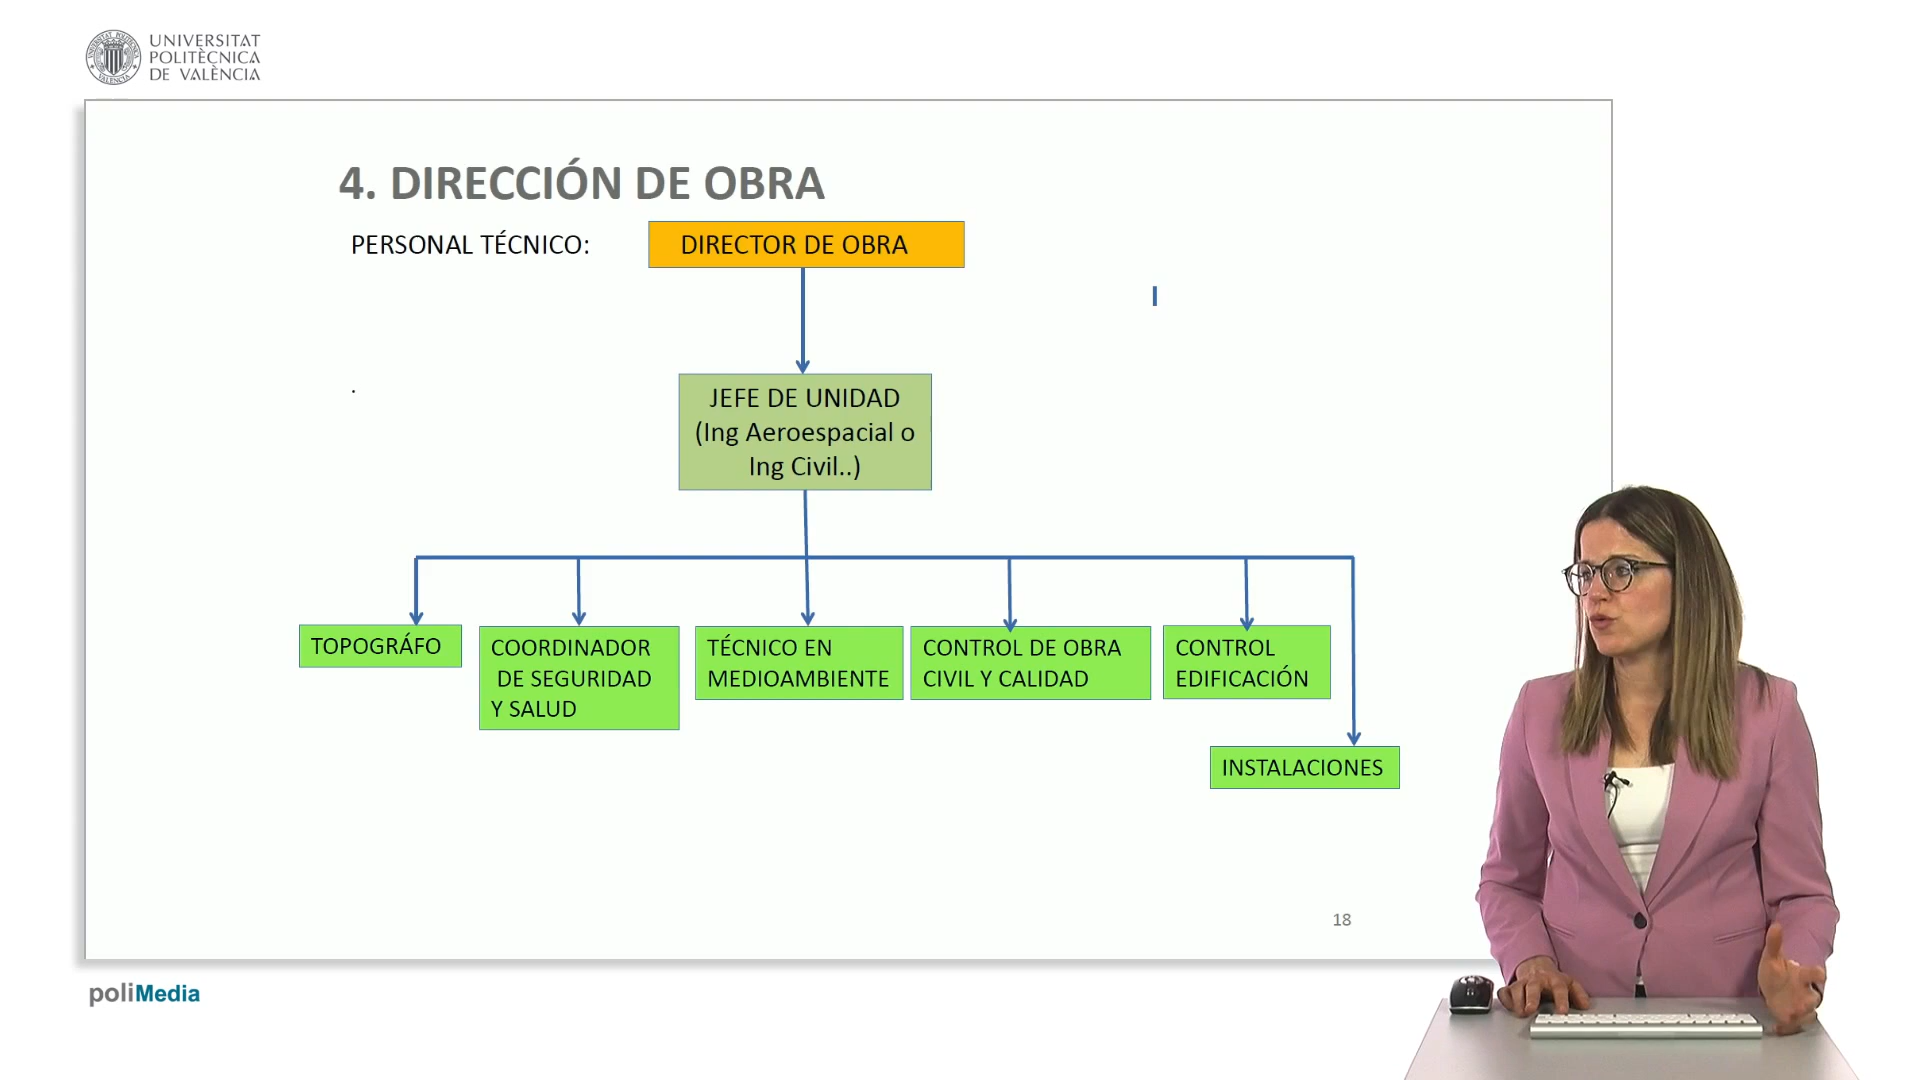 UNIVERSITAT
POLITÈCNICA
DE VALÈNCIA
4. DIRECCIÓN DE OBRA
PERSONAL TÉCNICO:
DIRECTOR DE OBRA
.
JEFE DE UNIDAD
(Ing Aeroespacial o
Ing Civil..)
TOPOGRÁFO
COORDINADOR
DE SEGURIDAD
Y SALUD
TÉCNICO EN
MEDIOAMBIENTE
CONTROL DE OBRA
CIVIL Y CALIDAD
CONTROL
EDIFICACIÓN
INSTALACIONES
18
poliMedia